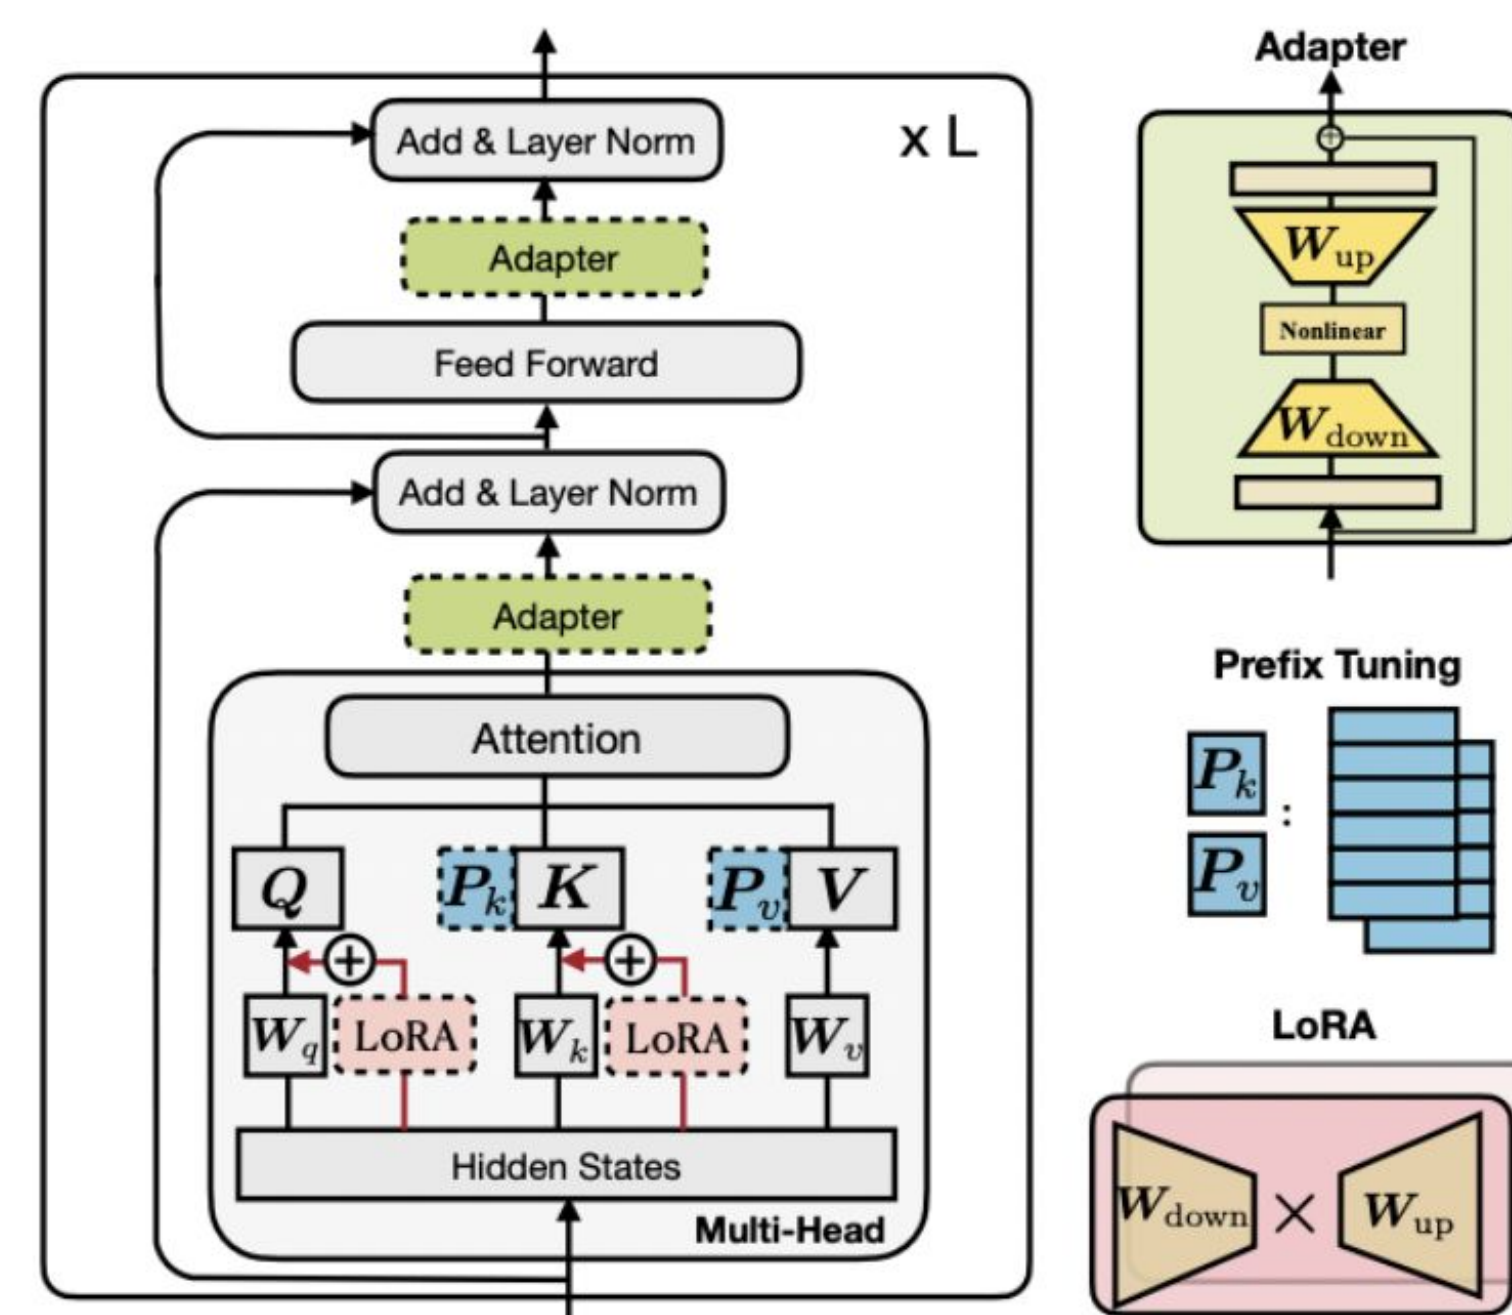 Add & Layer Norm
x L
Adapter
Feed Forward
Add & Layer Norm
Adapter
Attention
Q
P_k K
P_v V
+
+
W_q
LoRA
W_k
LoRA
W_v
Hidden States
Multi-Head
Adapter
+
W_up
Nonlinear
W_down
Prefix Tuning
P_k
:
P_v
LoRA
W_down × W_up